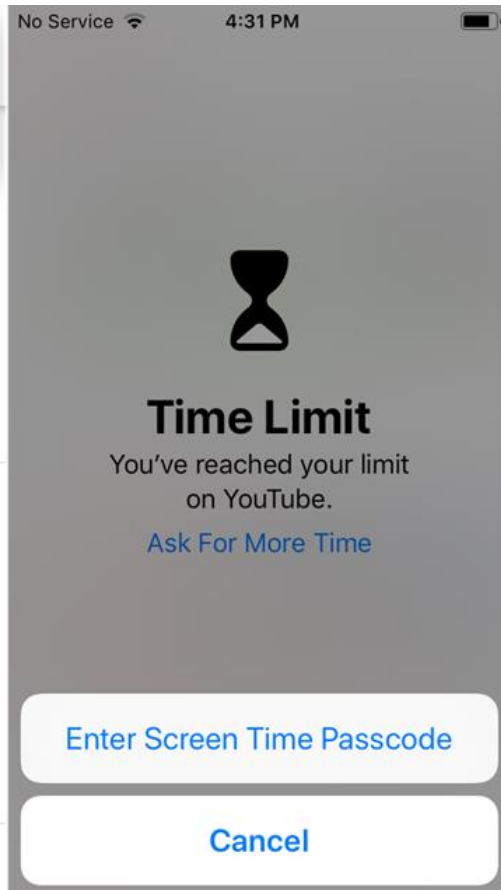 No Service 4:31 PM
Time Limit
You've reached your limit
on YouTube.
Ask For More Time
Enter Screen Time Passcode
Cancel